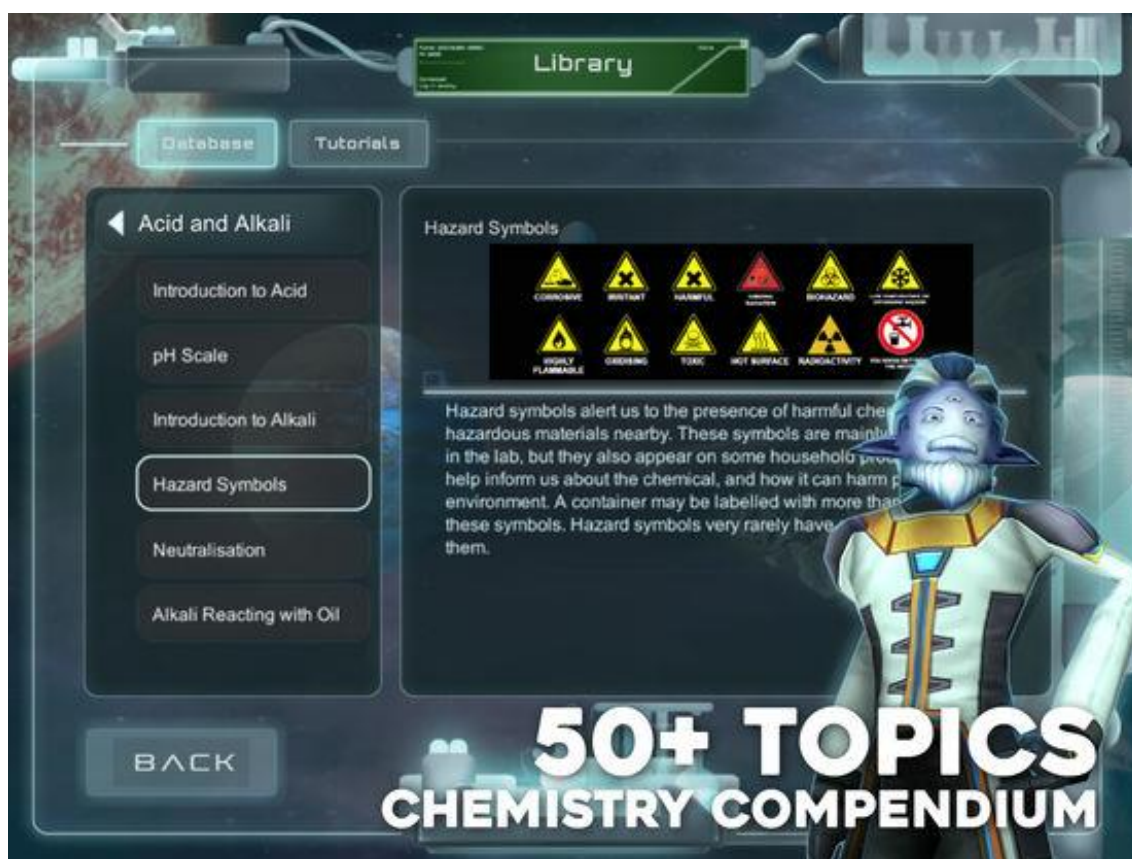 Library
Database
Tutorials
Acid and Alkali
Introduction to Acid
pH Scale
Introduction to Alkali
Hazard Symbols
Neutralisation
Alkali Reacting with Oil
BACK
Hazard Symbols
CORROSIVE IRRITANT HARMFUL BIOHAZARD
HIGHLY OXIDISING TOXIC HOT SURFACE RADIOACTIVITY
FLAMMABLE
Hazard symbols alert us to the presence of harmful
hazardous materials nearby. These symbols are mainly
in the lab, but they also appear on some household
help inform us about the chemical, and how it can harm
environment. A container may be labelled with more than
these symbols. Hazard symbols very rarely have
them.
50+ TOPICS
CHEMISTRY COMPENDIUM